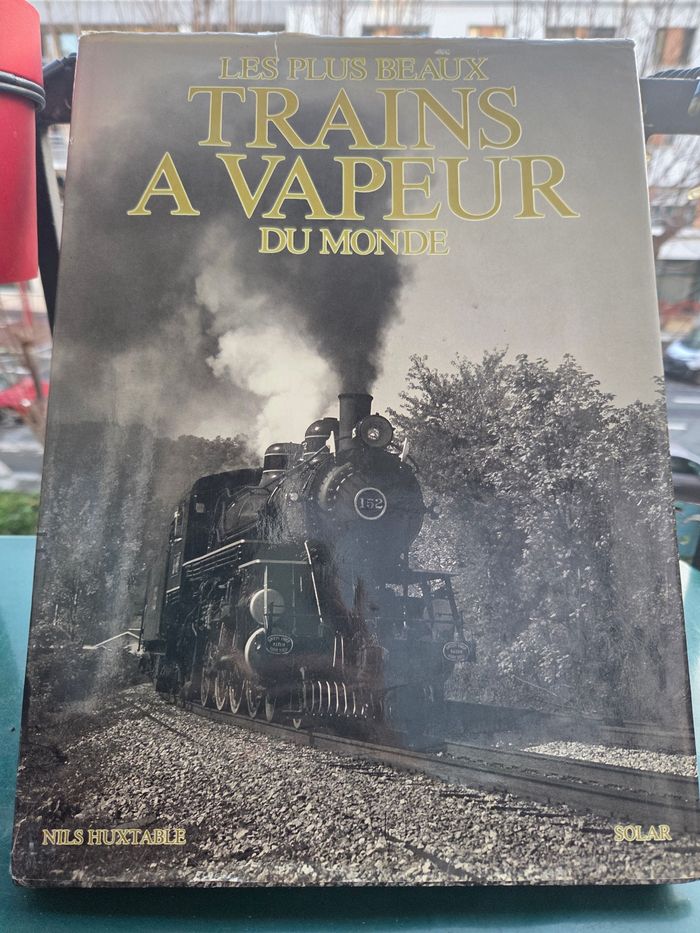 LES PLUS BEAUX
TRAINS
A VAPEUR
DU MONDE
152
NILS HUXTABLE
SOLAR